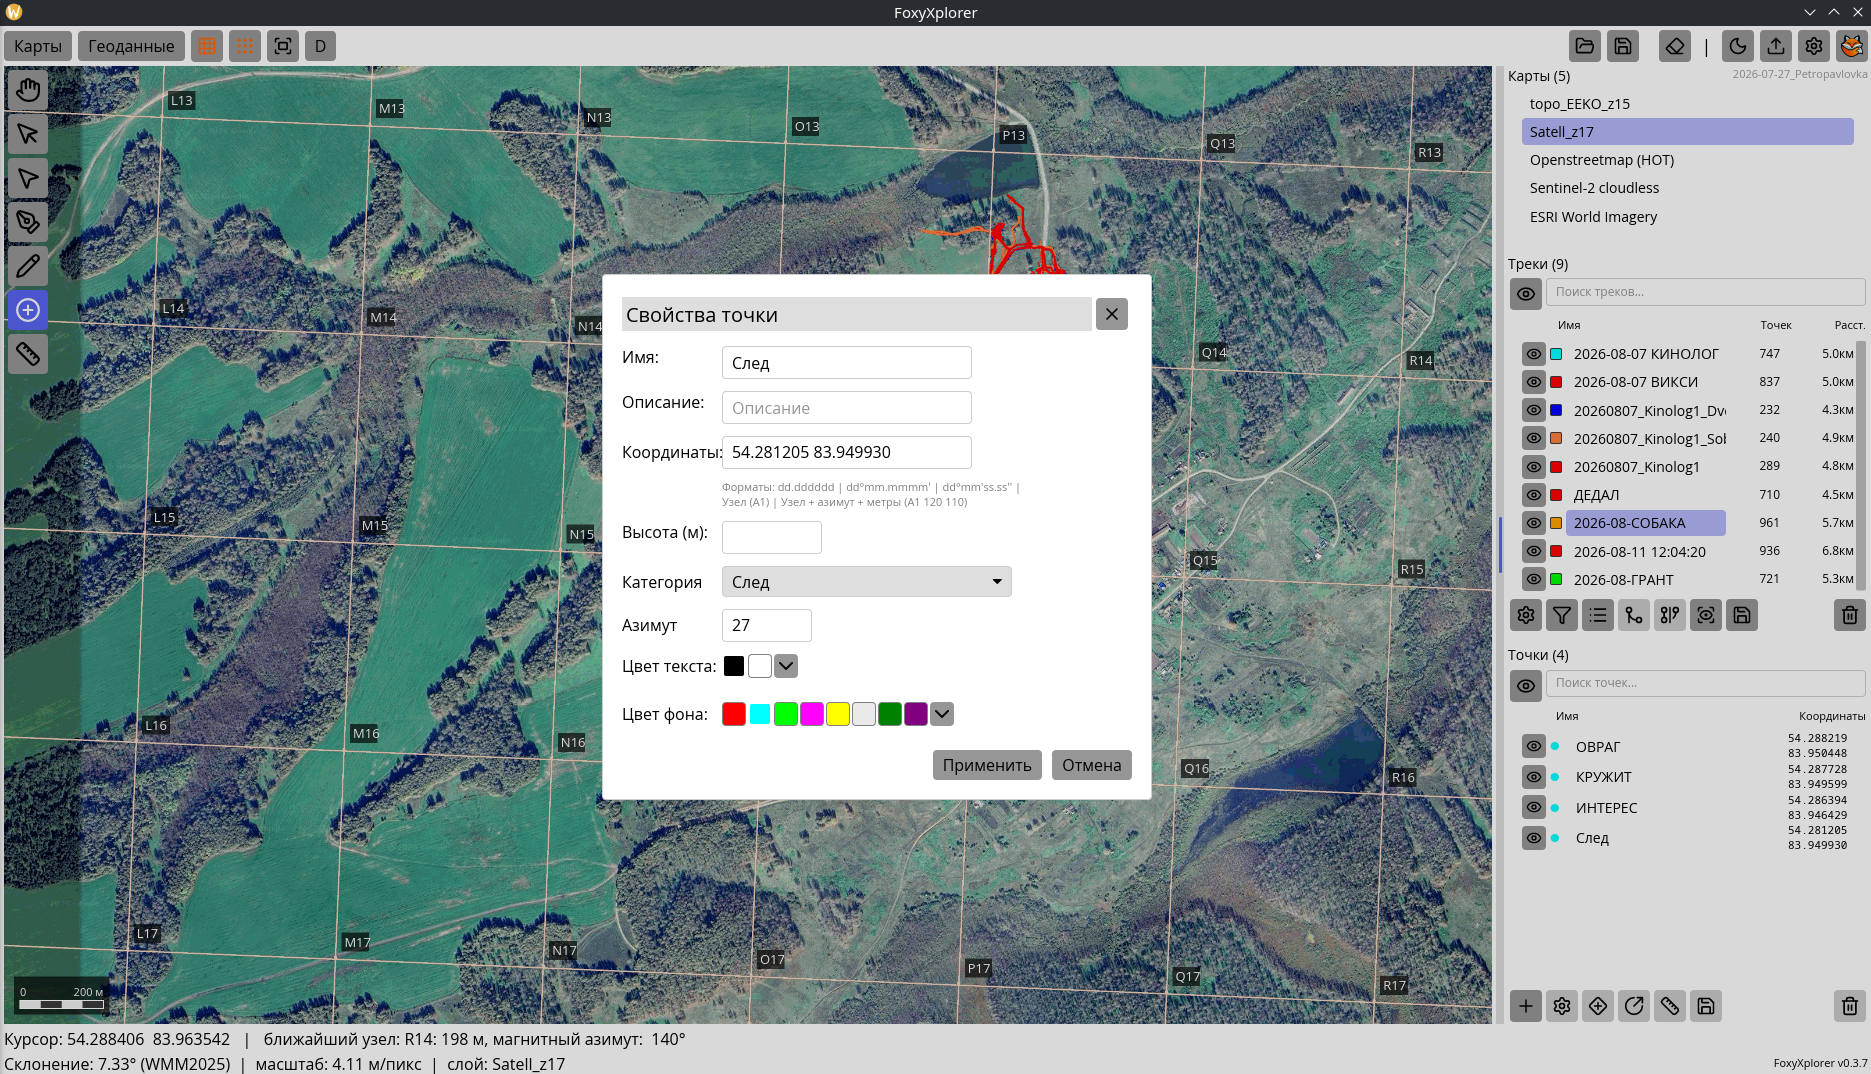 FoxyXplorer
Карты
Геоданные
D
|
L13
M13
N13
O13
P13
Q13
R13
L14
M14
N14
Q14
R14
L15
M15
N15
Q15
R15
L16
M16
N16
Q16
R16
L17
M17
N17
O17
P17
Q17
R17
0 200 м
Свойства точки
Имя: След
Описание: Описание
Координаты: 54.281205 83.949930
Форматы: dd.dddddd | dd°mm.mmmm' | dd°mm'ss.ss" |
Узел (A1) | Узел + азимут + метры (A1 120 110)
Высота (м):
Категория След
Азимут 27
Цвет текста:
Цвет фона:
Применить Отмена
Карты (5) 2026-07-27_Petropavlovka
topo_EEKO_z15
Satell_z17
Openstreetmap (HOT)
Sentinel-2 cloudless
ESRI World Imagery
Треки (9)
Поиск треков...
Имя Точек Расст.
2026-08-07 КИНОЛОГ 747 5.0км
2026-08-07 ВИКСИ 837 5.0км
20260807_Kinolog1_Dv 232 4.3км
20260807_Kinolog1_Sol 240 4.9км
20260807_Kinolog1 289 4.8км
ДЕДАЛ 710 4.5км
2026-08-СОБАКА 961 5.7км
2026-08-11 12:04:20 936 6.8км
2026-08-ГРАНТ 721 5.3км
Точки (4)
Поиск точек...
Имя Координаты
ОВРАГ 54.288219
83.950448
КРУЖИТ 54.287728
83.949599
ИНТЕРЕС 54.286394
83.946429
След 54.281205
83.949930
Курсор: 54.288406 83.963542 | ближайший узел: R14: 198 м, магнитный азимут: 140°
Склонение: 7.33° (WMM2025) | масштаб: 4.11 м/пикс | слой: Satell_z17
FoxyXplorer v0.3.7